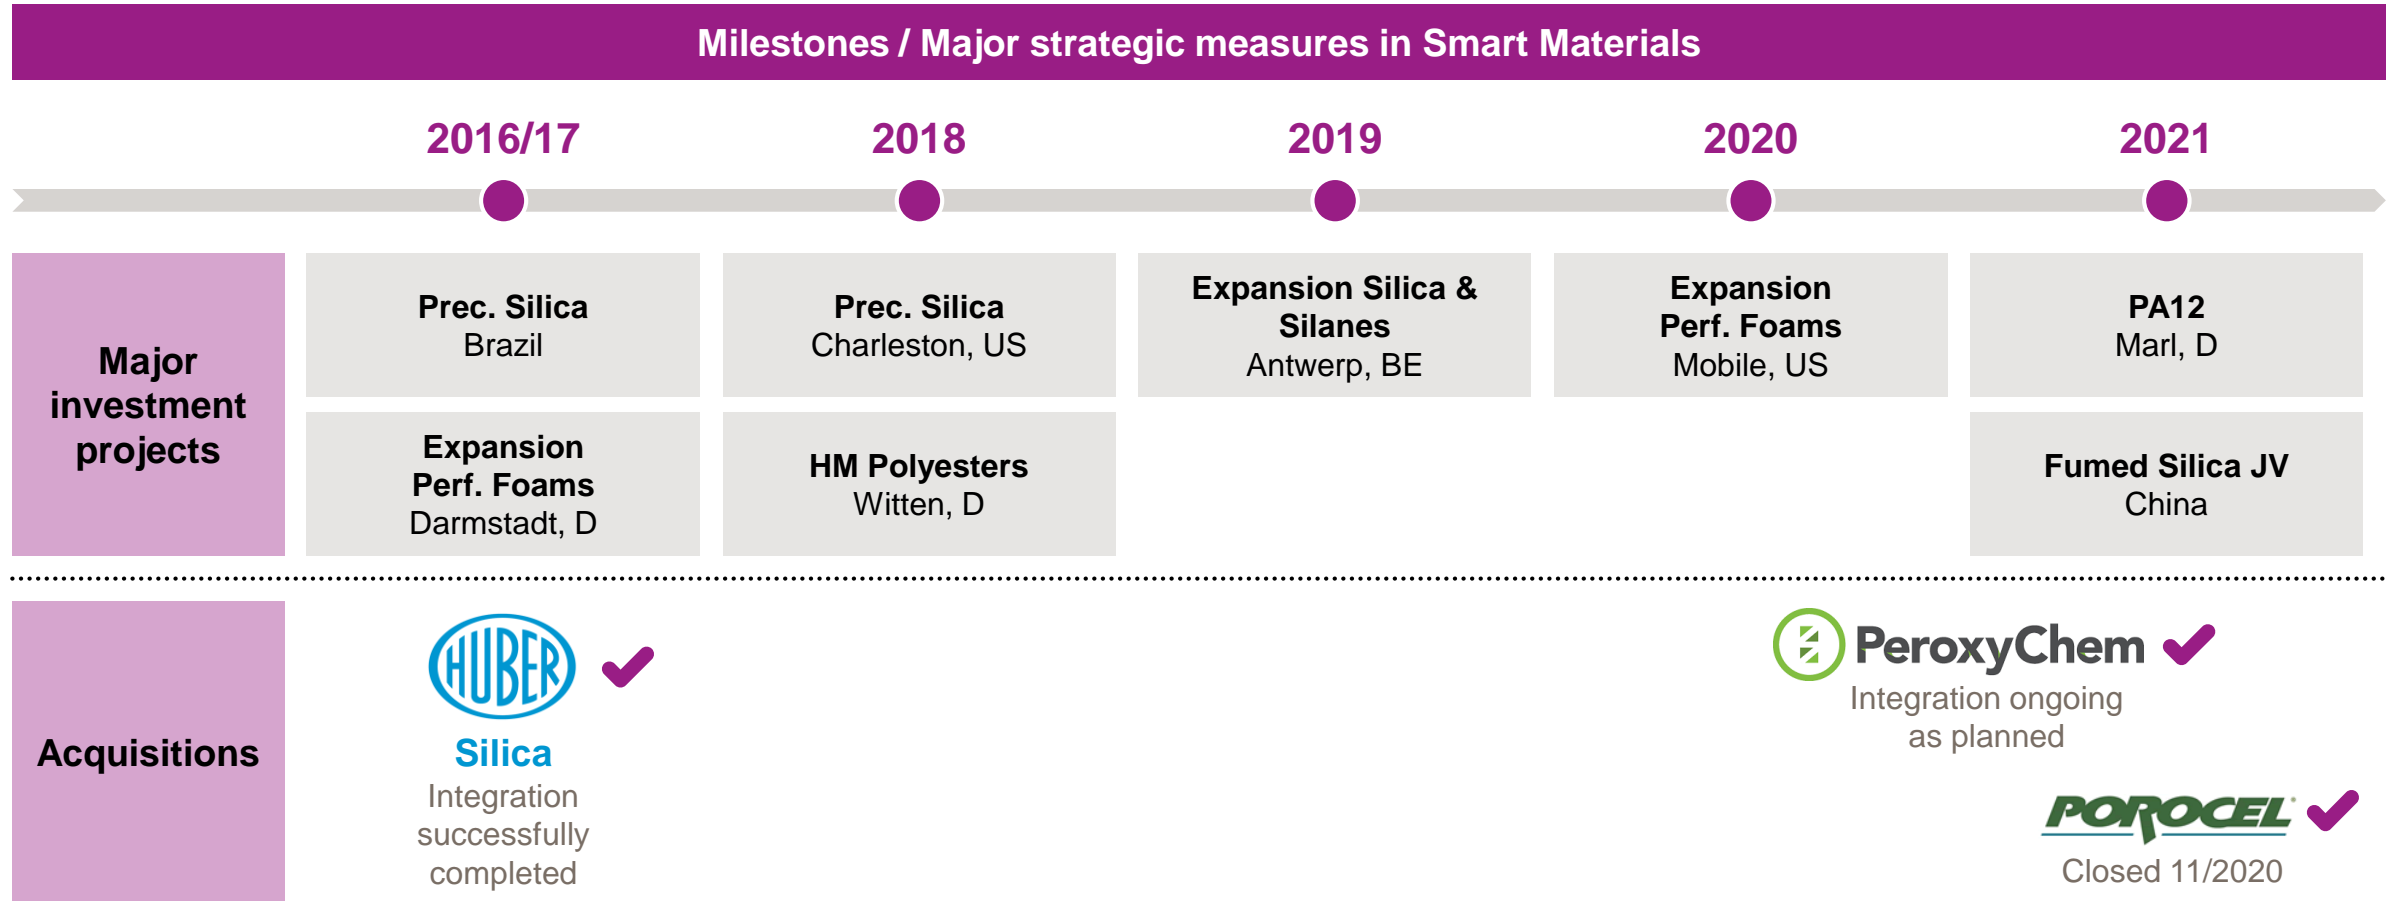 Milestones / Major strategic measures in Smart Materials
2016/17
2018
2019
2020
2021
Major
investment
projects
Prec. Silica
Brazil
Prec. Silica
Charleston, US
Expansion Silica &
Silanes
Antwerp, BE
Expansion
Perf. Foams
Mobile, US
PA12
Marl, D
Expansion
Perf. Foams
Darmstadt, D
HM Polyesters
Witten, D
Fumed Silica JV
China
Acquisitions
HUBER
Silica
Integration
successfully
completed
PeroxyChem
Integration ongoing
as planned
POROCEL
Closed 11/2020